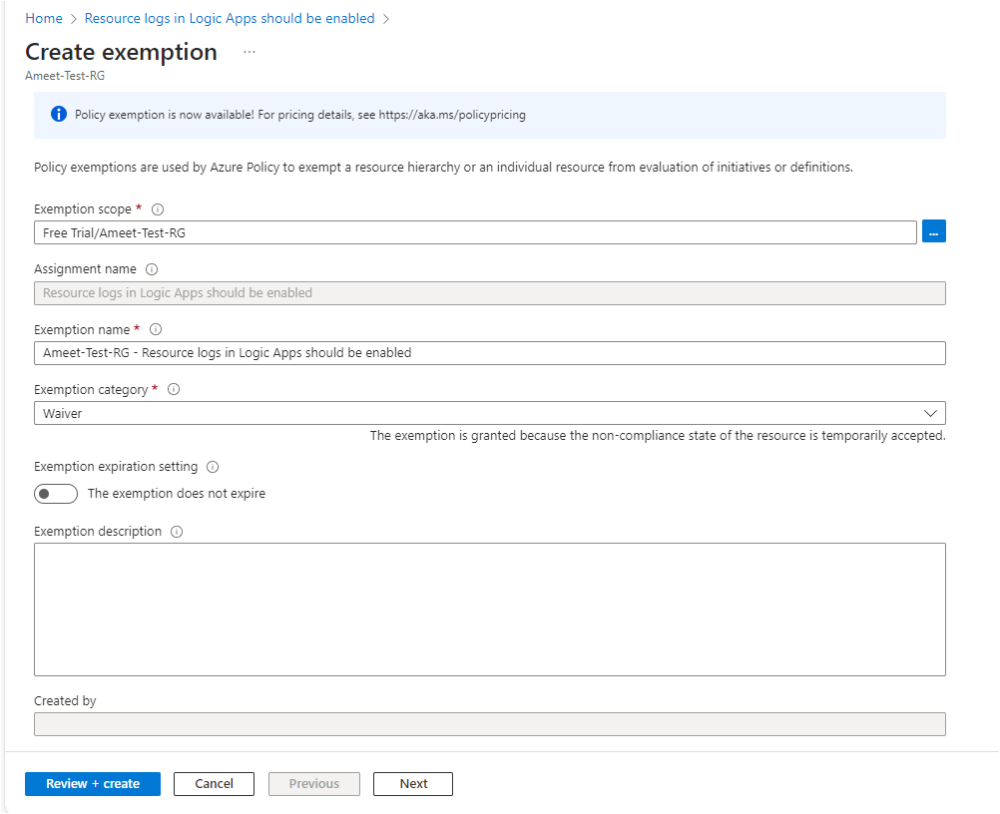 Home > Resource logs in Logic Apps should be enabled >
Create exemption ...
Ameet-Test-RG
Policy exemption is now available! For pricing details, see https://aka.ms/policypricing
Policy exemptions are used by Azure Policy to exempt a resource hierarchy or an individual resource from evaluation of initiatives or definitions.
Exemption scope *
Free Trial/Ameet-Test-RG
...
Assignment name
Resource logs in Logic Apps should be enabled
Exemption name *
Ameet-Test-RG - Resource logs in Logic Apps should be enabled
Exemption category *
Waiver
The exemption is granted because the non-compliance state of the resource is temporarily accepted.
Exemption expiration setting
The exemption does not expire
Exemption description
Created by
Review + create Cancel Previous Next